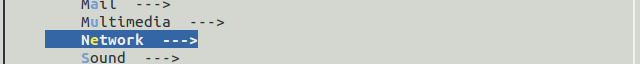 Mail  --->
Multimedia  --->
Network  --->
Sound  --->